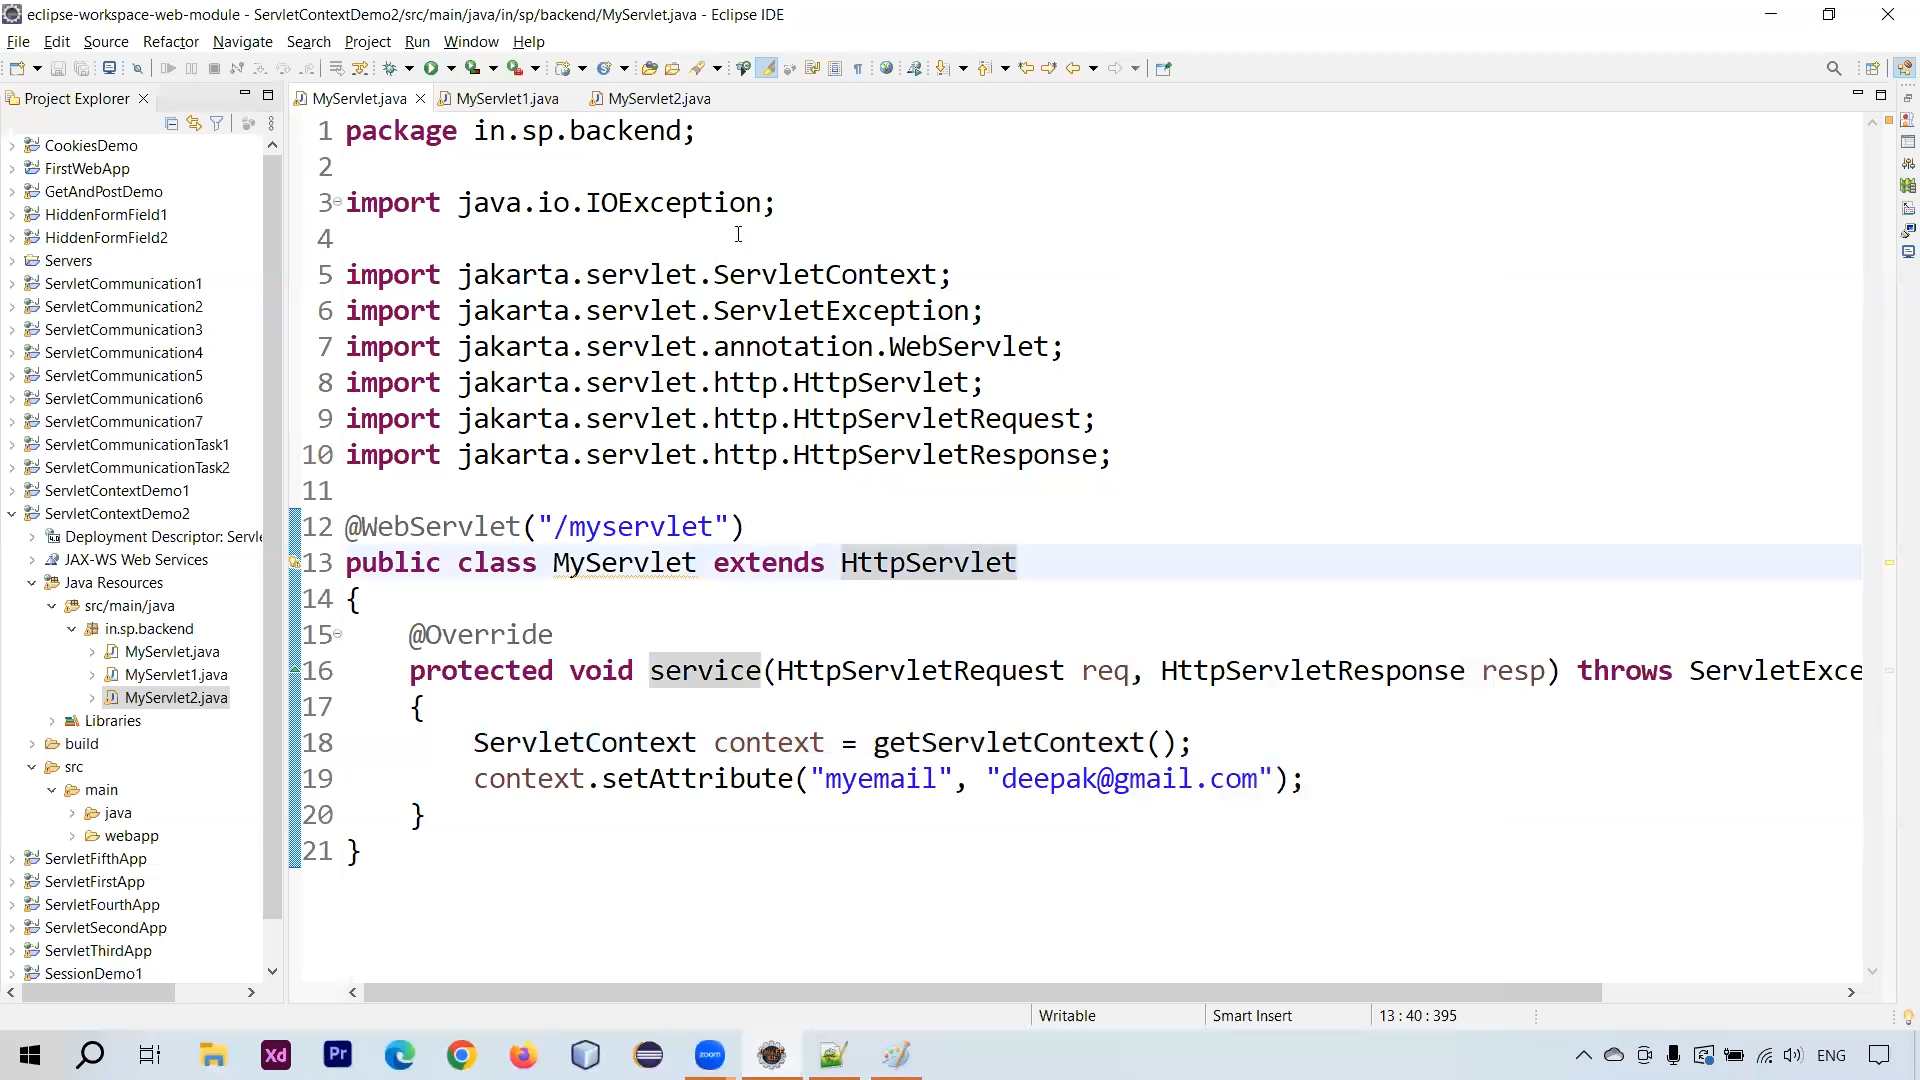 eclipse-workspace-web-module - ServletContextDemo2/src/main/java/in/sp/backend/MyServlet.java - Eclipse IDE
File Edit Source Refactor Navigate Search Project Run Window Help
Project Explorer
CookiesDemo
FirstWebApp
GetAndPostDemo
HiddenFormField1
HiddenFormField2
Servers
ServletCommunication1
ServletCommunication2
ServletCommunication3
ServletCommunication4
ServletCommunication5
ServletCommunication6
ServletCommunication7
ServletCommunicationTask1
ServletCommunicationTask2
ServletContextDemo1
ServletContextDemo2
Deployment Descriptor: Servle
JAX-WS Web Services
Java Resources
src/main/java
in.sp.backend
MyServlet.java
MyServlet1.java
MyServlet2.java
Libraries
build
src
main
java
webapp
ServletFifthApp
ServletFirstApp
ServletFourthApp
ServletSecondApp
ServletThirdApp
SessionDemo1
MyServlet.java MyServlet1.java MyServlet2.java
1 package in.sp.backend;
2
3 import java.io.IOException;
4
5 import jakarta.servlet.ServletContext;
6 import jakarta.servlet.ServletException;
7 import jakarta.servlet.annotation.WebServlet;
8 import jakarta.servlet.http.HttpServlet;
9 import jakarta.servlet.http.HttpServletRequest;
10 import jakarta.servlet.http.HttpServletResponse;
11
12 @WebServlet("/myservlet")
13 public class MyServlet extends HttpServlet
14 {
15 @Override
16 protected void service(HttpServletRequest req, HttpServletResponse resp) throws ServletExce
17 {
18 ServletContext context = getServletContext();
19 context.setAttribute("myemail", "deepak@gmail.com");
20 }
21 }
Writable Smart Insert 13 : 40 : 395
Xd Pr zoom ENG